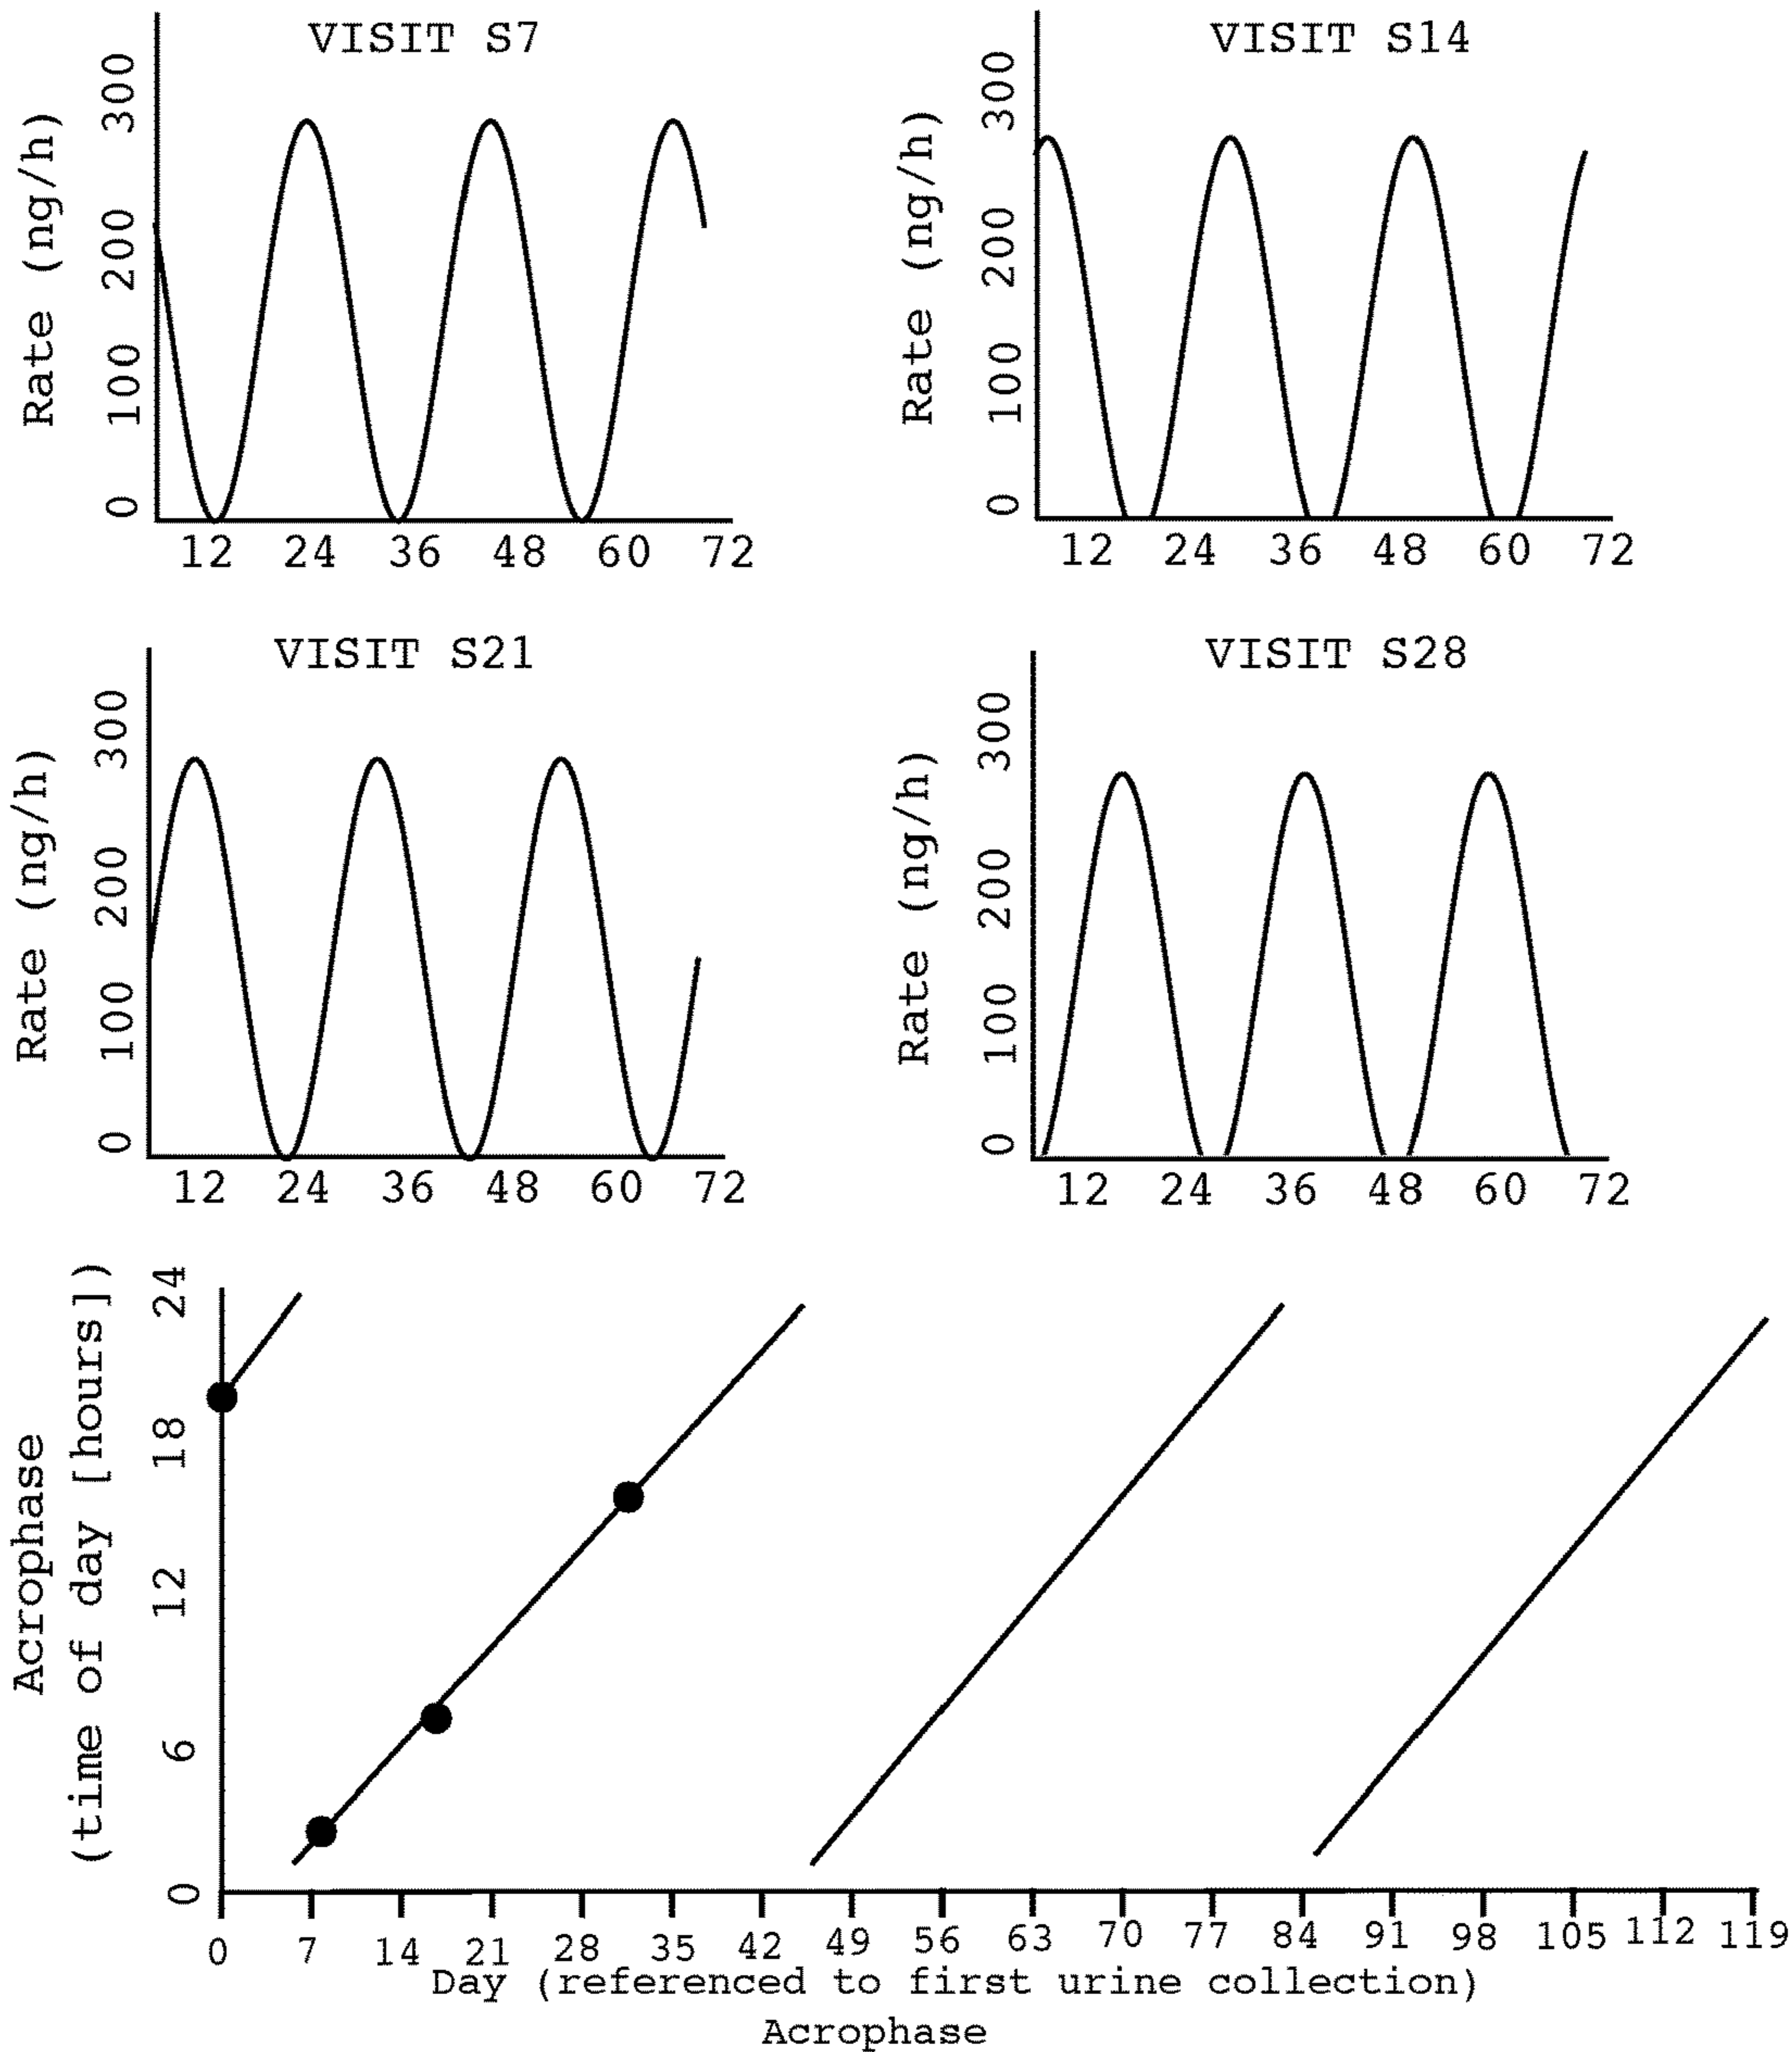 VISIT S7
Rate (ng/h)
300
200
100
0
12 24 36 48 60 72
VISIT S14
Rate (ng/h)
300
200
100
0
12 24 36 48 60 72
VISIT S21
Rate (ng/h)
300
200
100
0
12 24 36 48 60 72
VISIT S28
Rate (ng/h)
300
200
100
0
12 24 36 48 60 72
Acrophase
(time of day [hours])
24
18
12
6
0
0 7 14 21 28 35 42 49 56 63 70 77 84 91 98 105 112 119
Day (referenced to first urine collection)
Acrophase